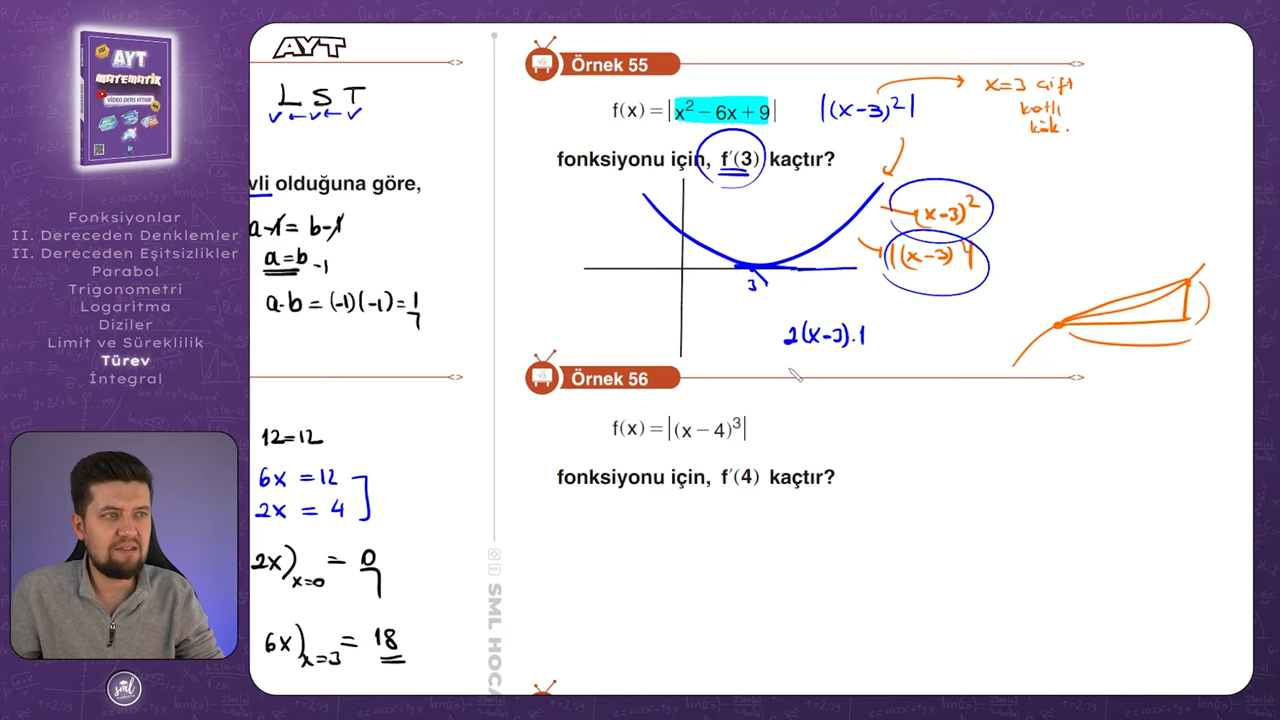 AYT
MATEMATİK
VİDEO DERS KİTABI
Fonksiyonlar
II. Dereceden Denklemler
II. Dereceden Eşitsizlikler
Parabol
Trigonometri
Logaritma
Diziler
Limit ve Süreklilik
Türev
İntegral
sml
AYT
L S T
vli olduğuna göre,
a-1 = b-1
a=b
-1
a·b = (-1)(-1) = 1
12=12
6x = 12
2x = 4
2x)x=0 = 0
6x)x=3 = 18
SML HOCA
Örnek 55
f(x) = |x² − 6x + 9|
|(x-3)²|
x=3 çift
katlı
kök.
fonksiyonu için, f'(3) kaçtır?
(x-3)²
|(x-3)²|
3
2(x-3).1
Örnek 56
f(x) = |(x − 4)³|
fonksiyonu için, f'(4) kaçtır?